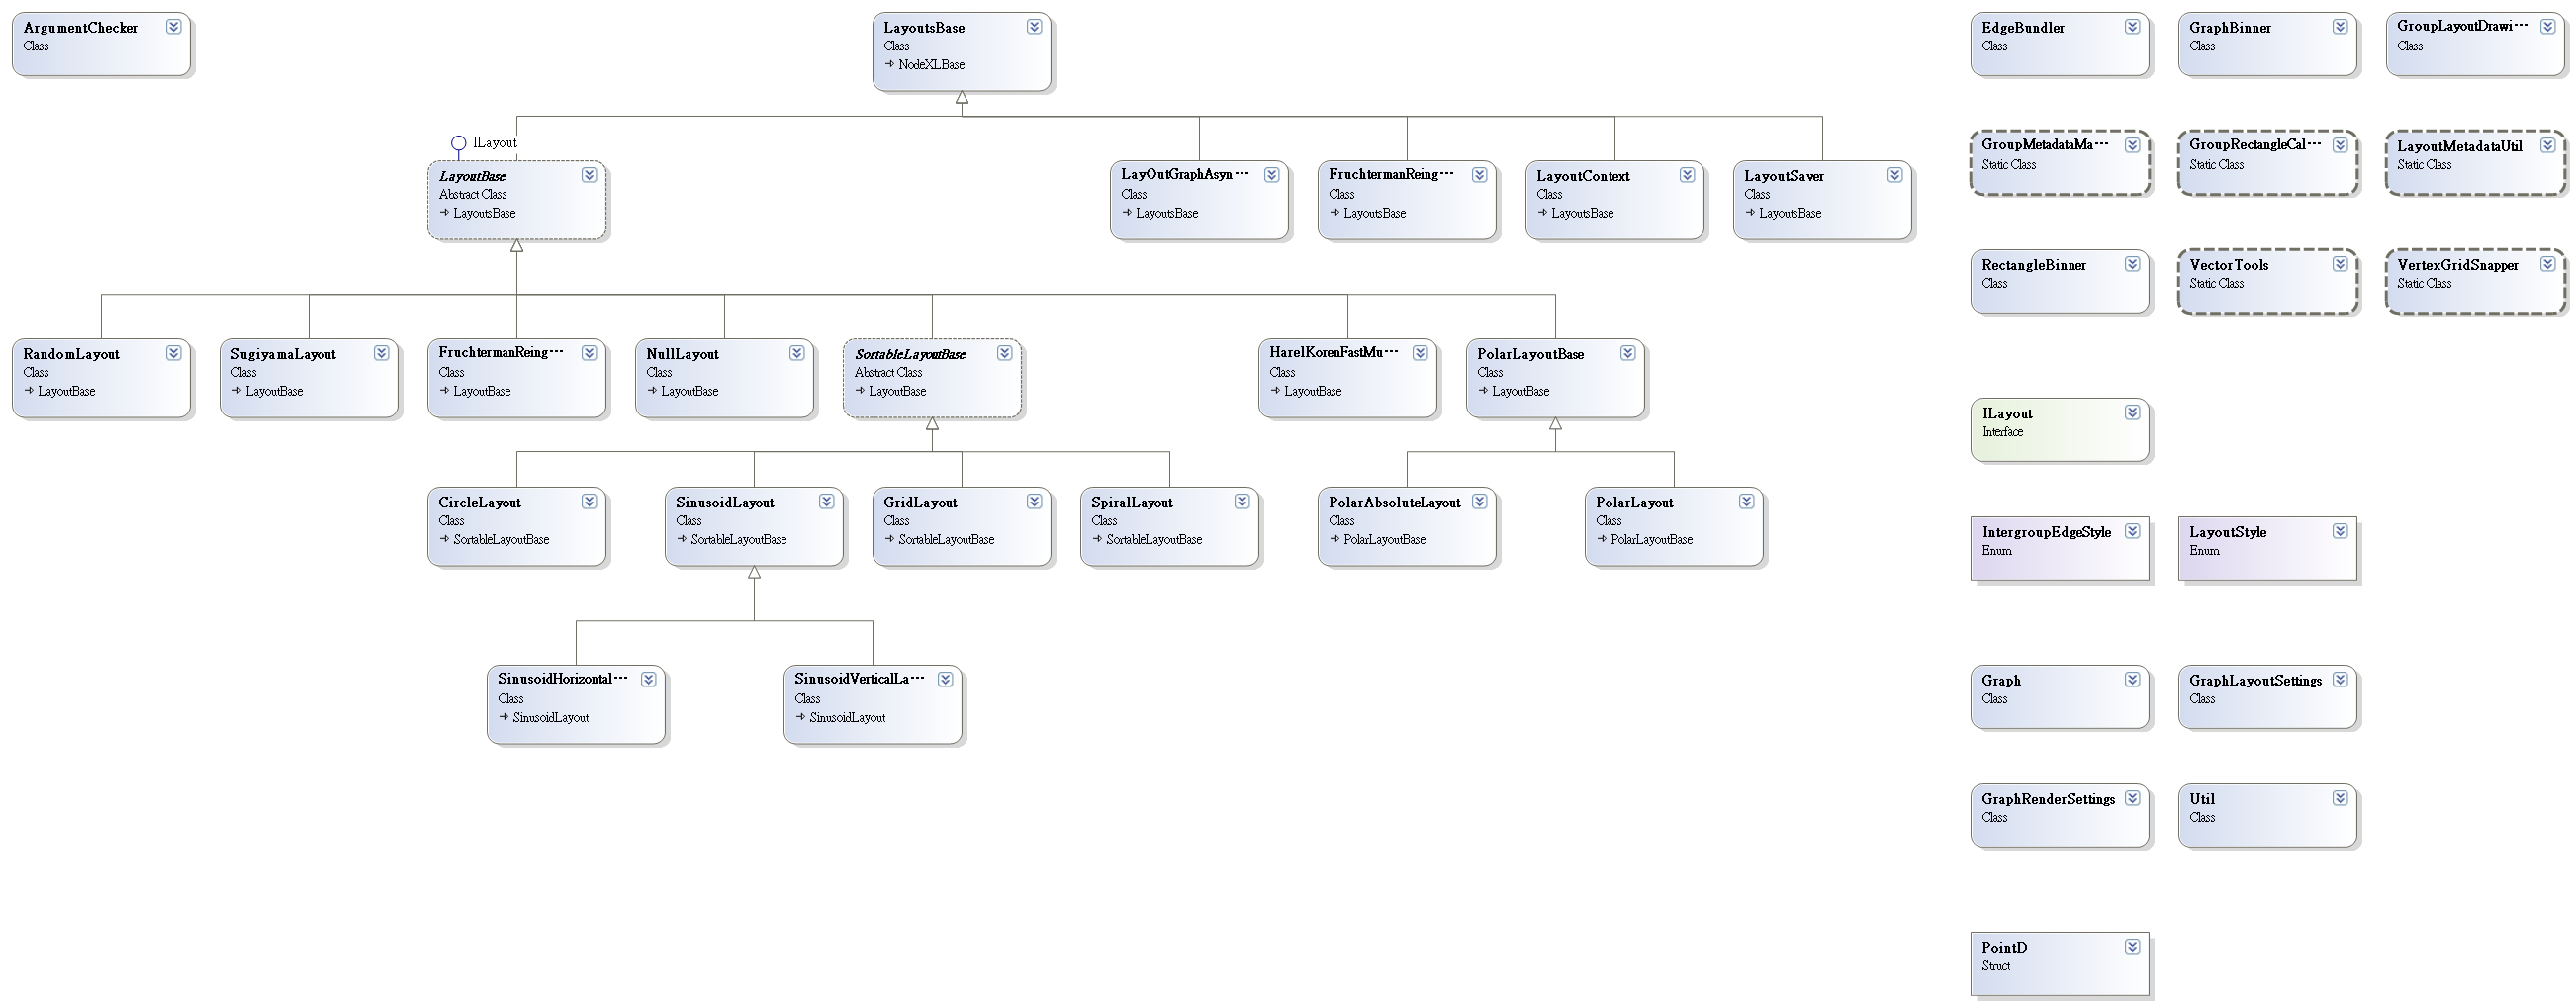 ArgumentChecker
Class
LayoutsBase
Class
NodeXLBase
EdgeBundler
Class
GraphBinner
Class
GroupLayoutDrawi···
Class
ILayout
LayoutBase
Abstract Class
LayoutsBase
LayOutGraphAsyn···
Class
LayoutsBase
FruchtermanReing···
Class
LayoutsBase
LayoutContext
Class
LayoutsBase
LayoutSaver
Class
LayoutsBase
GroupMetadataMa···
Static Class
GroupRectangleCal···
Static Class
LayoutMetadataUtil
Static Class
RectangleBinner
Class
VectorTools
Static Class
VertexGridSnapper
Static Class
RandomLayout
Class
LayoutBase
SugiyamaLayout
Class
LayoutBase
FruchtermanReing···
Class
LayoutBase
NullLayout
Class
LayoutBase
SortableLayoutBase
Abstract Class
LayoutBase
HarelKorenFastMu···
Class
LayoutBase
PolarLayoutBase
Class
LayoutBase
ILayout
Interface
CircleLayout
Class
SortableLayoutBase
SinusoidLayout
Class
SortableLayoutBase
GridLayout
Class
SortableLayoutBase
SpiralLayout
Class
SortableLayoutBase
PolarAbsoluteLayout
Class
PolarLayoutBase
PolarLayout
Class
PolarLayoutBase
IntergroupEdgeStyle
Enum
LayoutStyle
Enum
SinusoidHorizontal···
Class
SinusoidLayout
SinusoidVerticalLa···
Class
SinusoidLayout
Graph
Class
GraphLayoutSettings
Class
GraphRenderSettings
Class
Util
Class
PointD
Struct